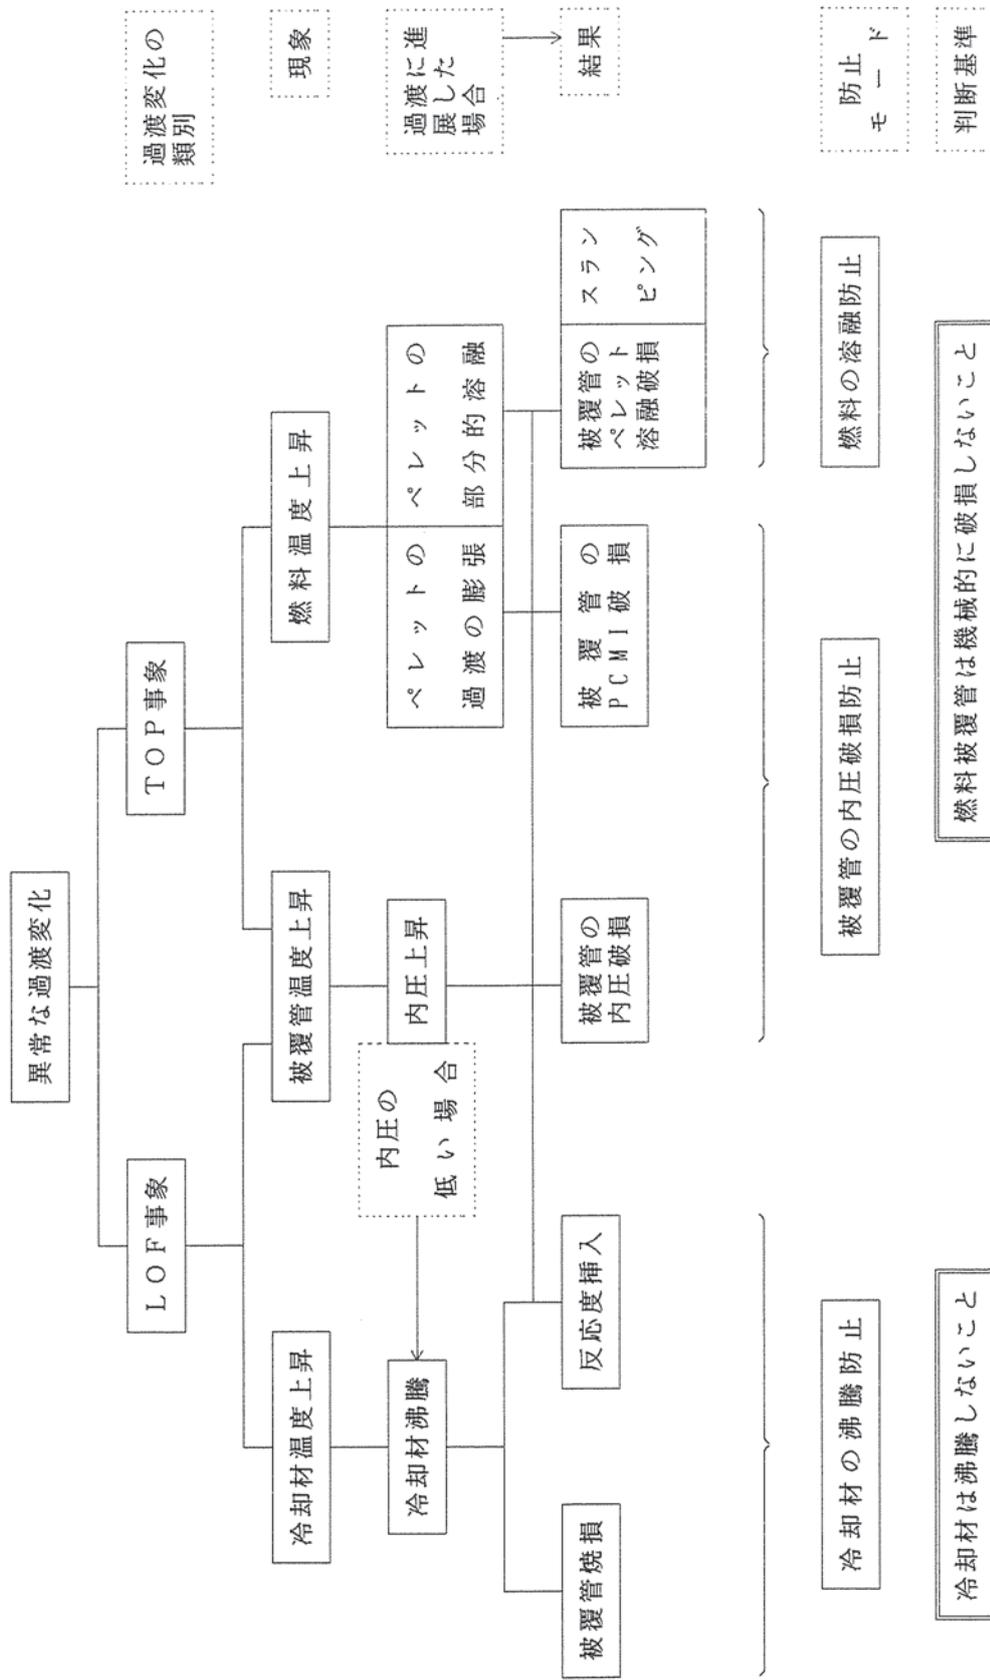 異常な過渡変化
過渡変化の
類別
LOF事象
TOP事象
現象
冷却材温度上昇
被覆管温度上昇
燃料温度上昇
過渡に進
展した
場合
冷却材沸騰
内圧の
低い場合
内圧上昇
ペレットの
過渡の膨張
ペレットの
部分的溶融
結果
被覆管焼損
反応度挿入
被覆管の
内圧破損
被覆管の
PCMI破損
被覆管の
ペレット
溶融破損
スラン
ピング
防止
モード
冷却材の沸騰防止
被覆管の内圧破損防止
燃料の溶融防止
判断基準
冷却材は沸騰しないこと
燃料被覆管は機械的に破損しないこと